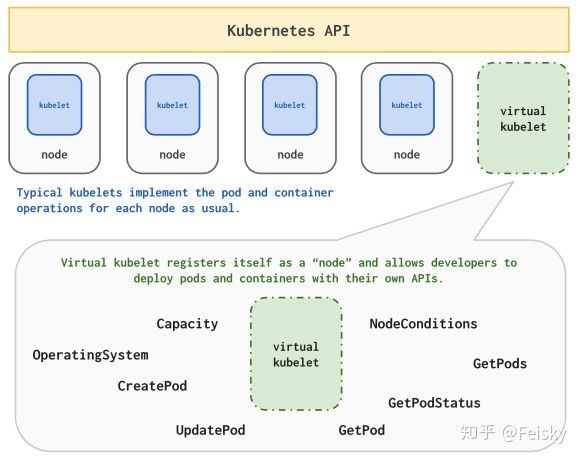 Kubernetes API
kubelet
kubelet
kubelet
kubelet
virtual
kubelet
node
node
node
node
Typical kubelets implement the pod and container
operations for each node as usual.
Virtual kubelet registers itself as a “node” and allows developers to
deploy pods and containers with their own APIs.
Capacity
virtual
kubelet
NodeConditions
OperatingSystem
GetPods
CreatePod
GetPodStatus
UpdatePod
GetPod
知乎 @Feisky